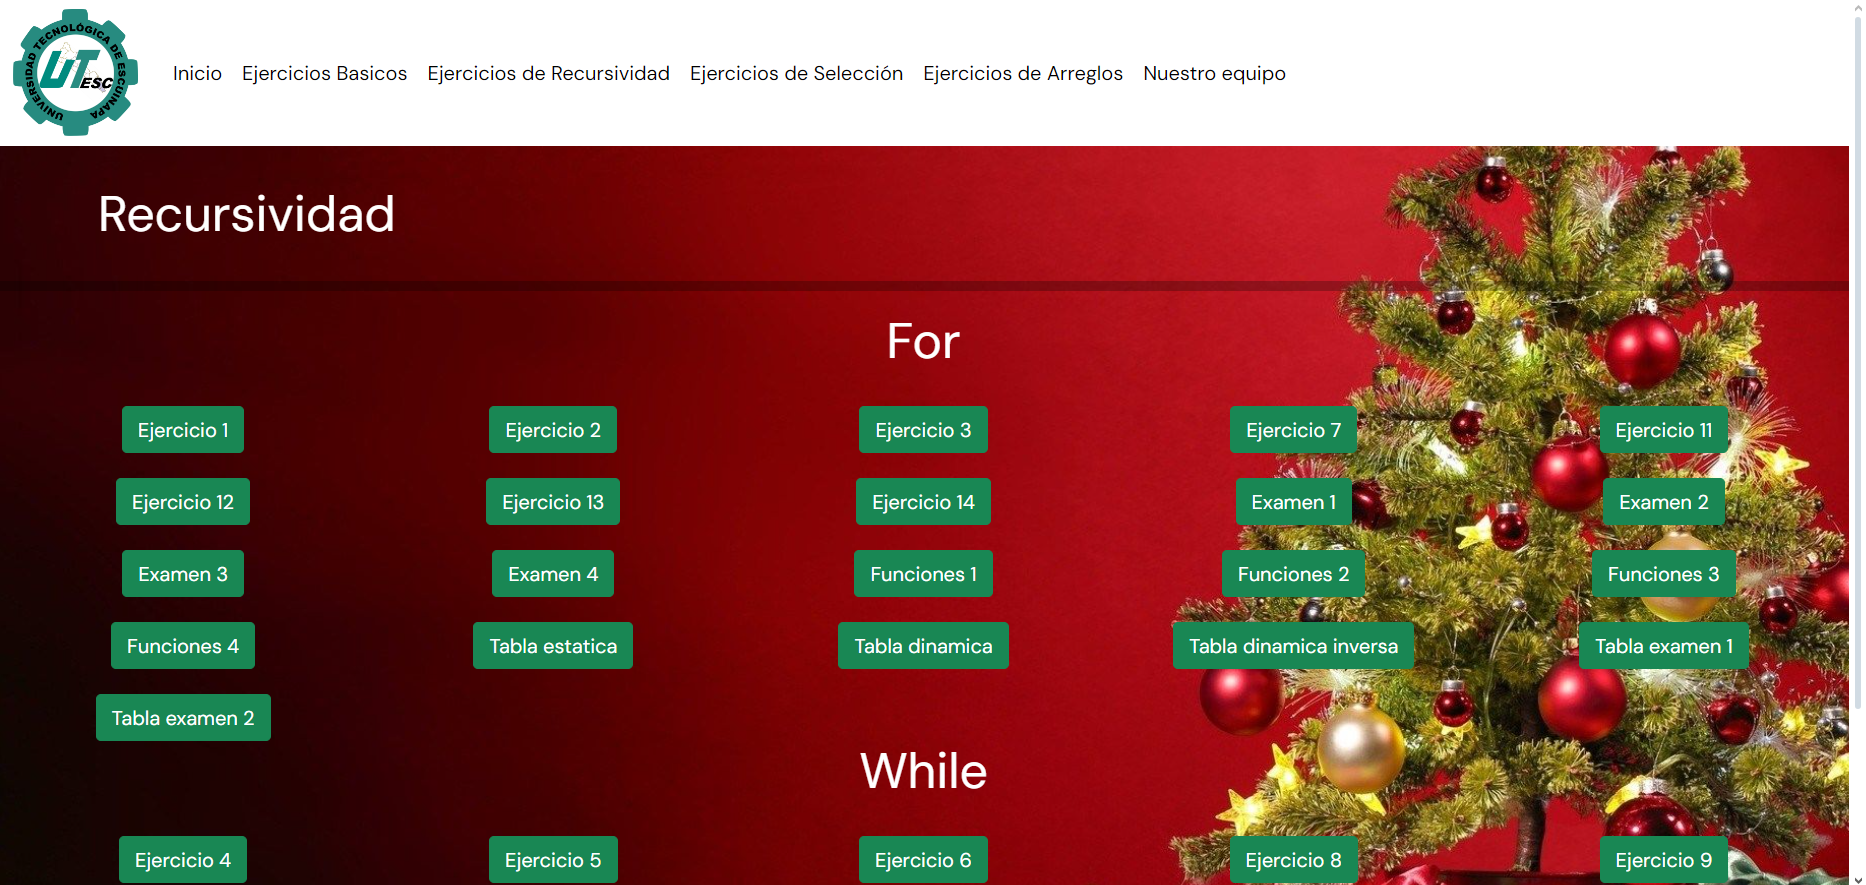 UNIVERSIDAD TECNOLÓGICA DE ESCUINAPA
UTESC
Inicio Ejercicios Basicos Ejercicios de Recursividad Ejercicios de Selección Ejercicios de Arreglos Nuestro equipo
Recursividad
For
Ejercicio 1 Ejercicio 2 Ejercicio 3 Ejercicio 7 Ejercicio 11
Ejercicio 12 Ejercicio 13 Ejercicio 14 Examen 1 Examen 2
Examen 3 Examen 4 Funciones 1 Funciones 2 Funciones 3
Funciones 4 Tabla estatica Tabla dinamica Tabla dinamica inversa Tabla examen 1
Tabla examen 2
While
Ejercicio 4 Ejercicio 5 Ejercicio 6 Ejercicio 8 Ejercicio 9